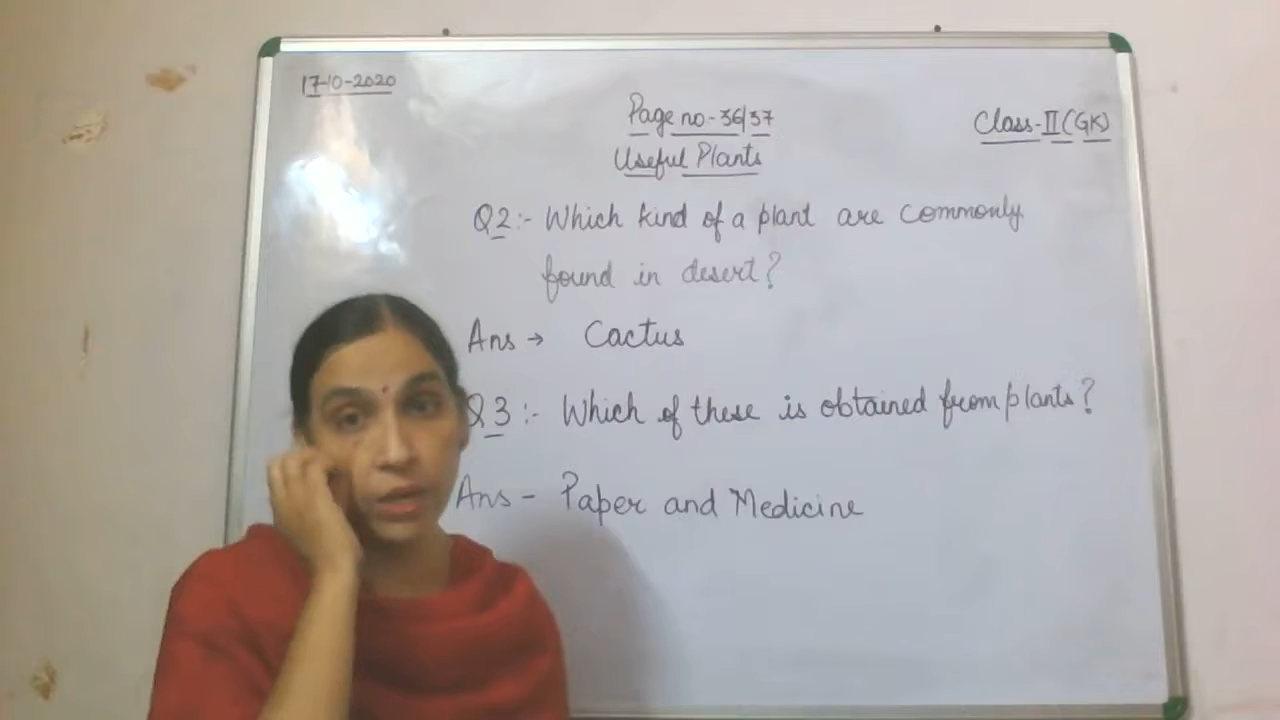 17-10-2020
Page no-36/37
Class-II(GK)
Useful Plants
Q2:- Which kind of a plant are commonly
found in desert?
Ans → Cactus
Q3:- Which of these is obtained from plants?
Ans - Paper and Medicine